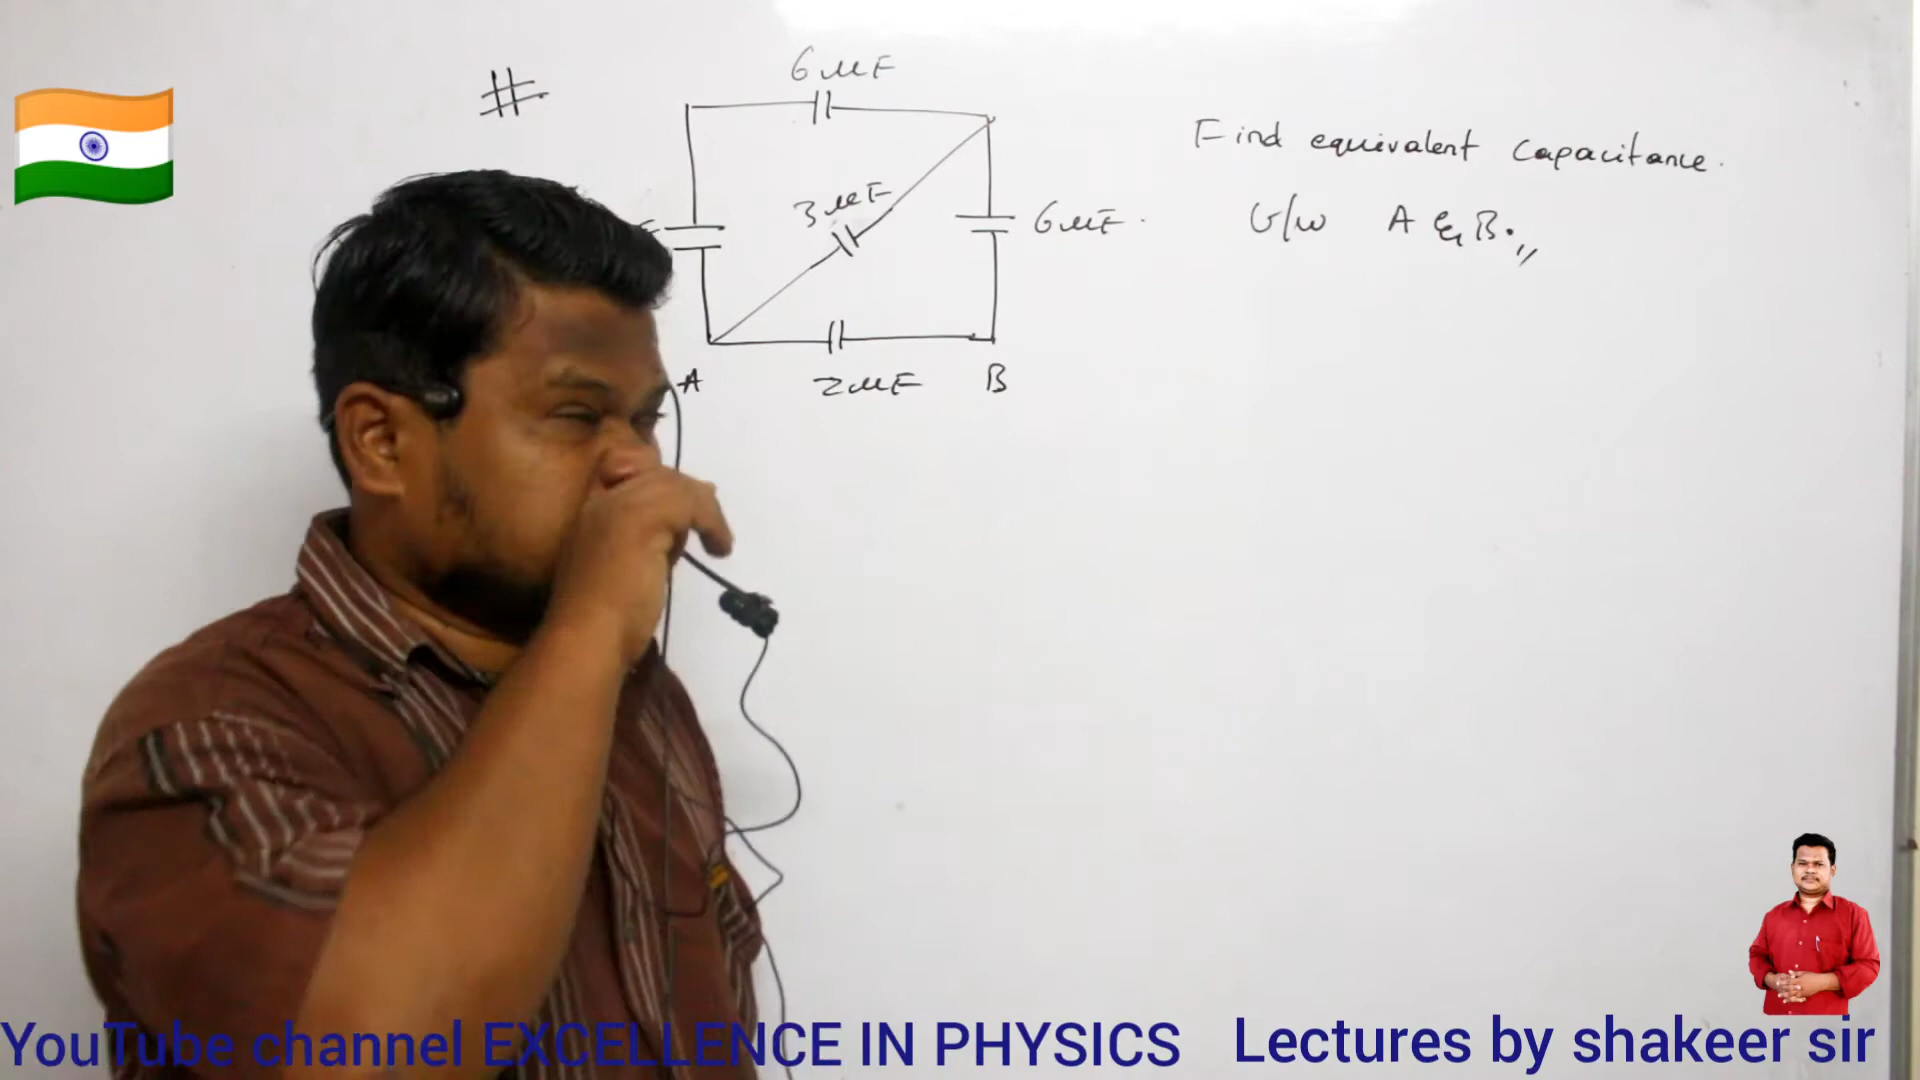 #
6μF
3μF
6μF.
A
2μF
B
Find equivalent capacitance.
b/w A & B.,,
YouTube channel EXCELLENCE IN PHYSICS
Lectures by shakeer sir